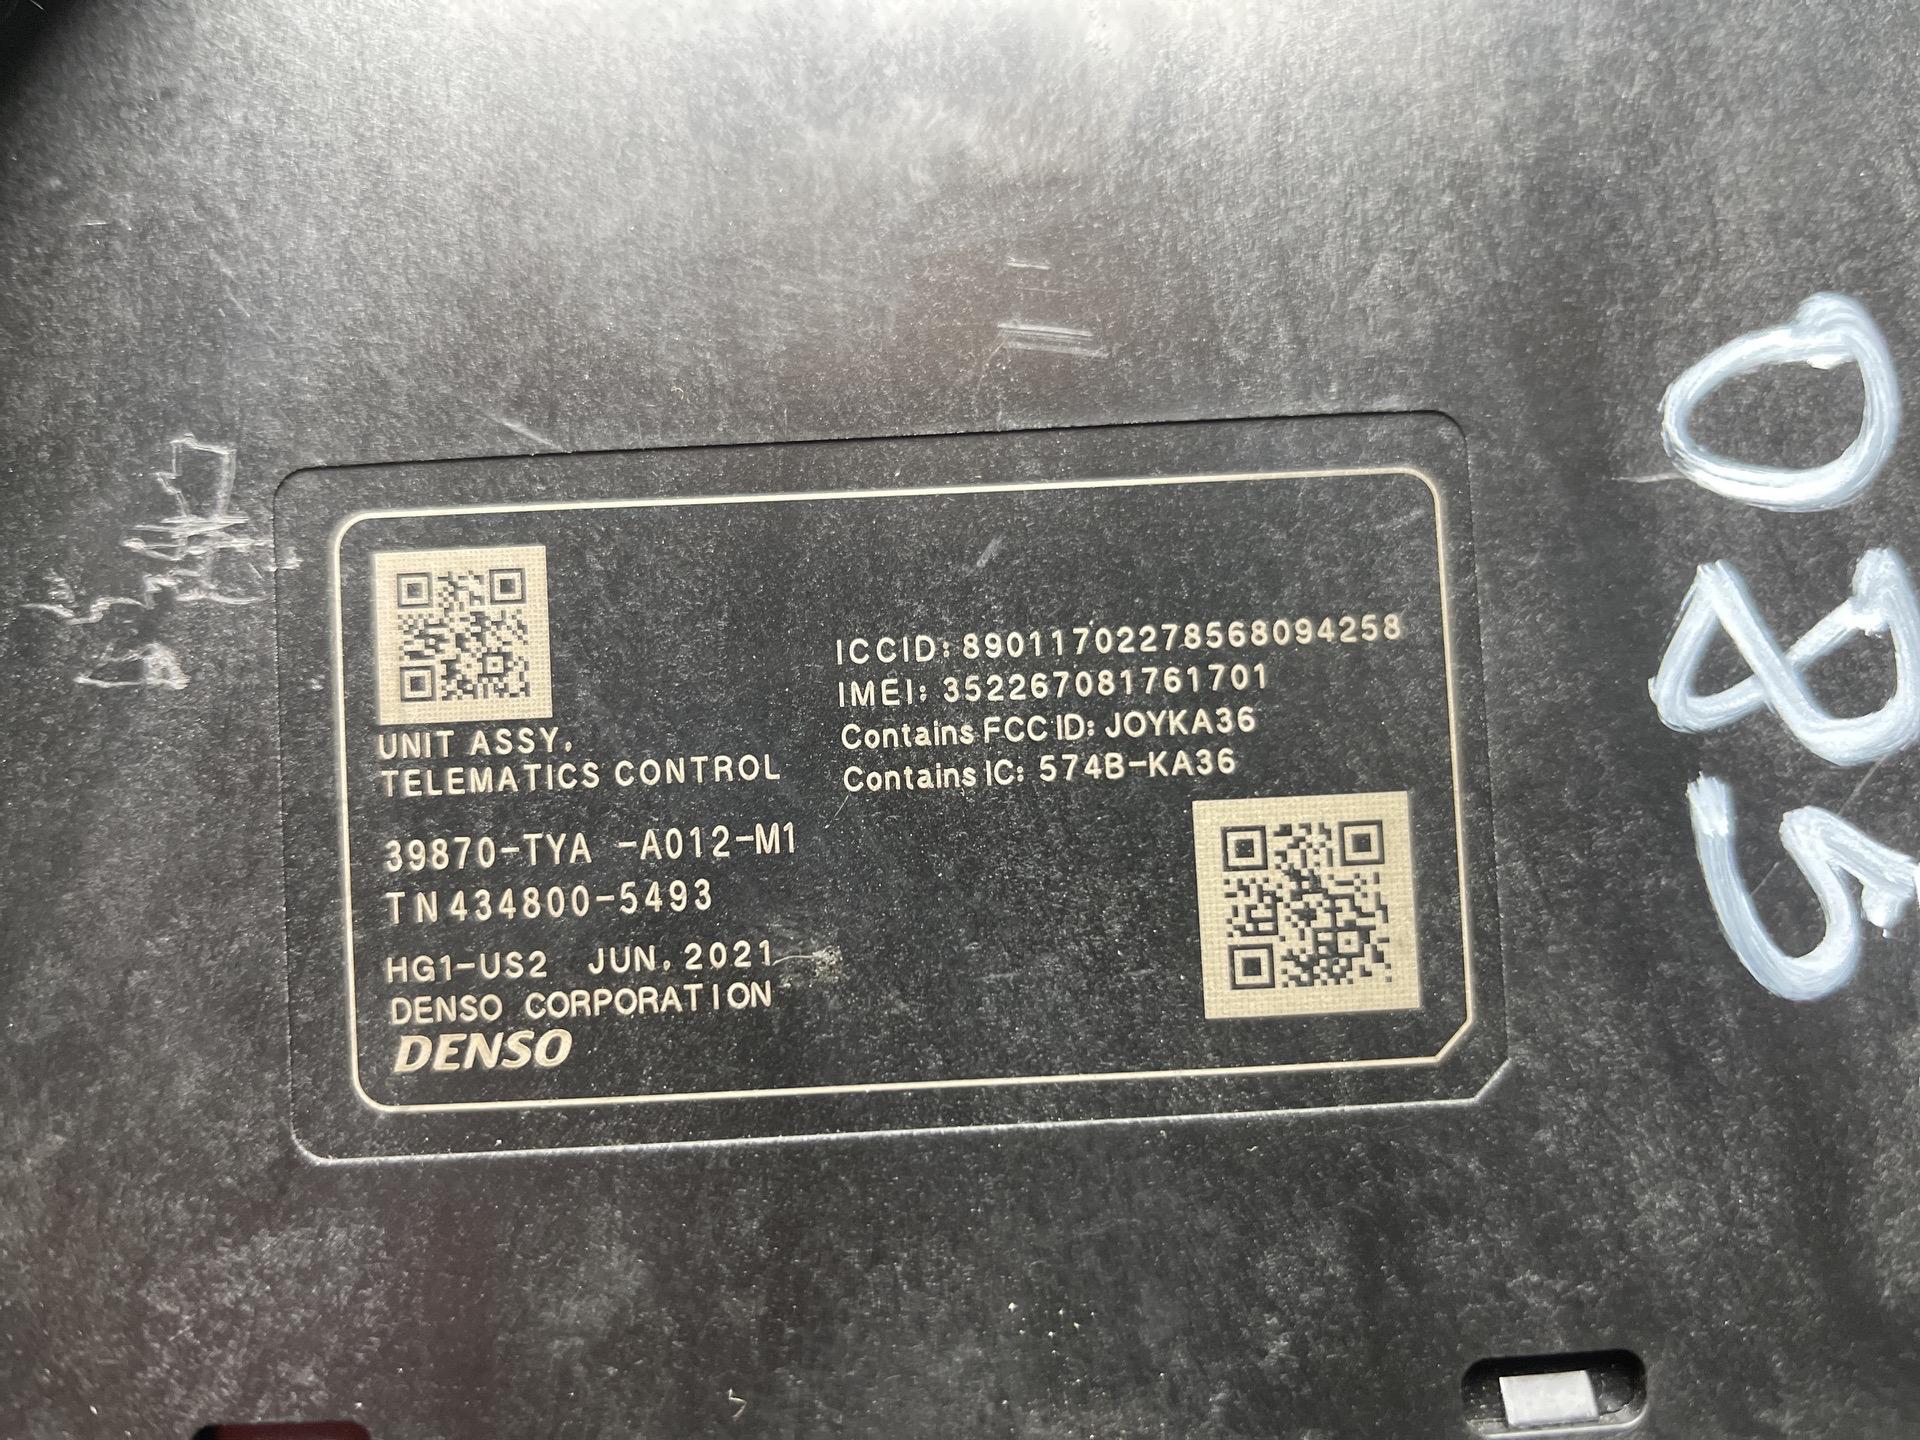 UNIT ASSY.
TELEMATICS CONTROL
39870-TYA -A012-M1
TN434800-5493
HG1-US2 JUN. 2021
DENSO CORPORATION
DENSO
ICCID: 89011702278568094258
IMEI: 352267081761701
Contains FCC ID: JOYKA36
Contains IC: 574B-KA36
580